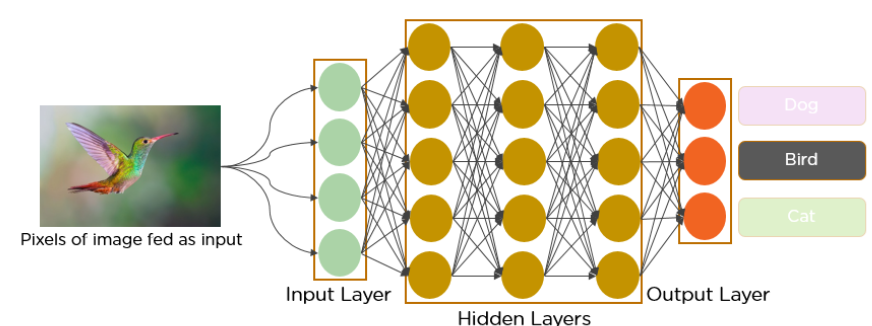 Dog
Bird
Cat
Pixels of image fed as input
Input Layer
Output Layer
Hidden Layers